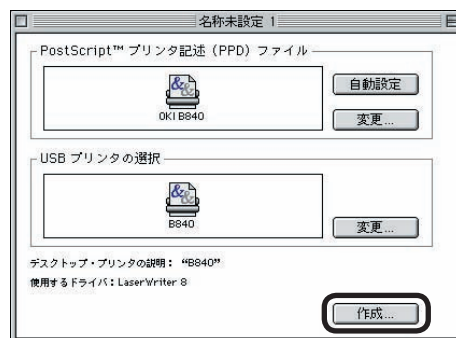 名称未設定 1
PostScript™ プリンタ記述（PPD）ファイル
自動設定
OKI B840
変更...
USB プリンタの選択
B840
変更...
デスクトップ・プリンタの説明： “B840”
使用するドライバ：LaserWriter 8
作成...